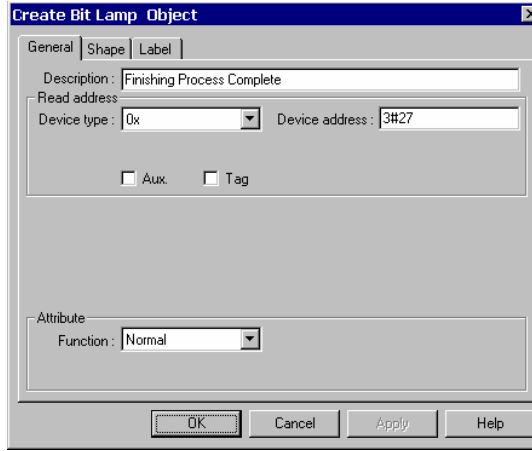 Create Bit Lamp Object
General Shape Label
Description : Finishing Process Complete
Read address
Device type : 0x Device address : 3#27
Aux. Tag
Attribute
Function : Normal
OK Cancel Apply Help